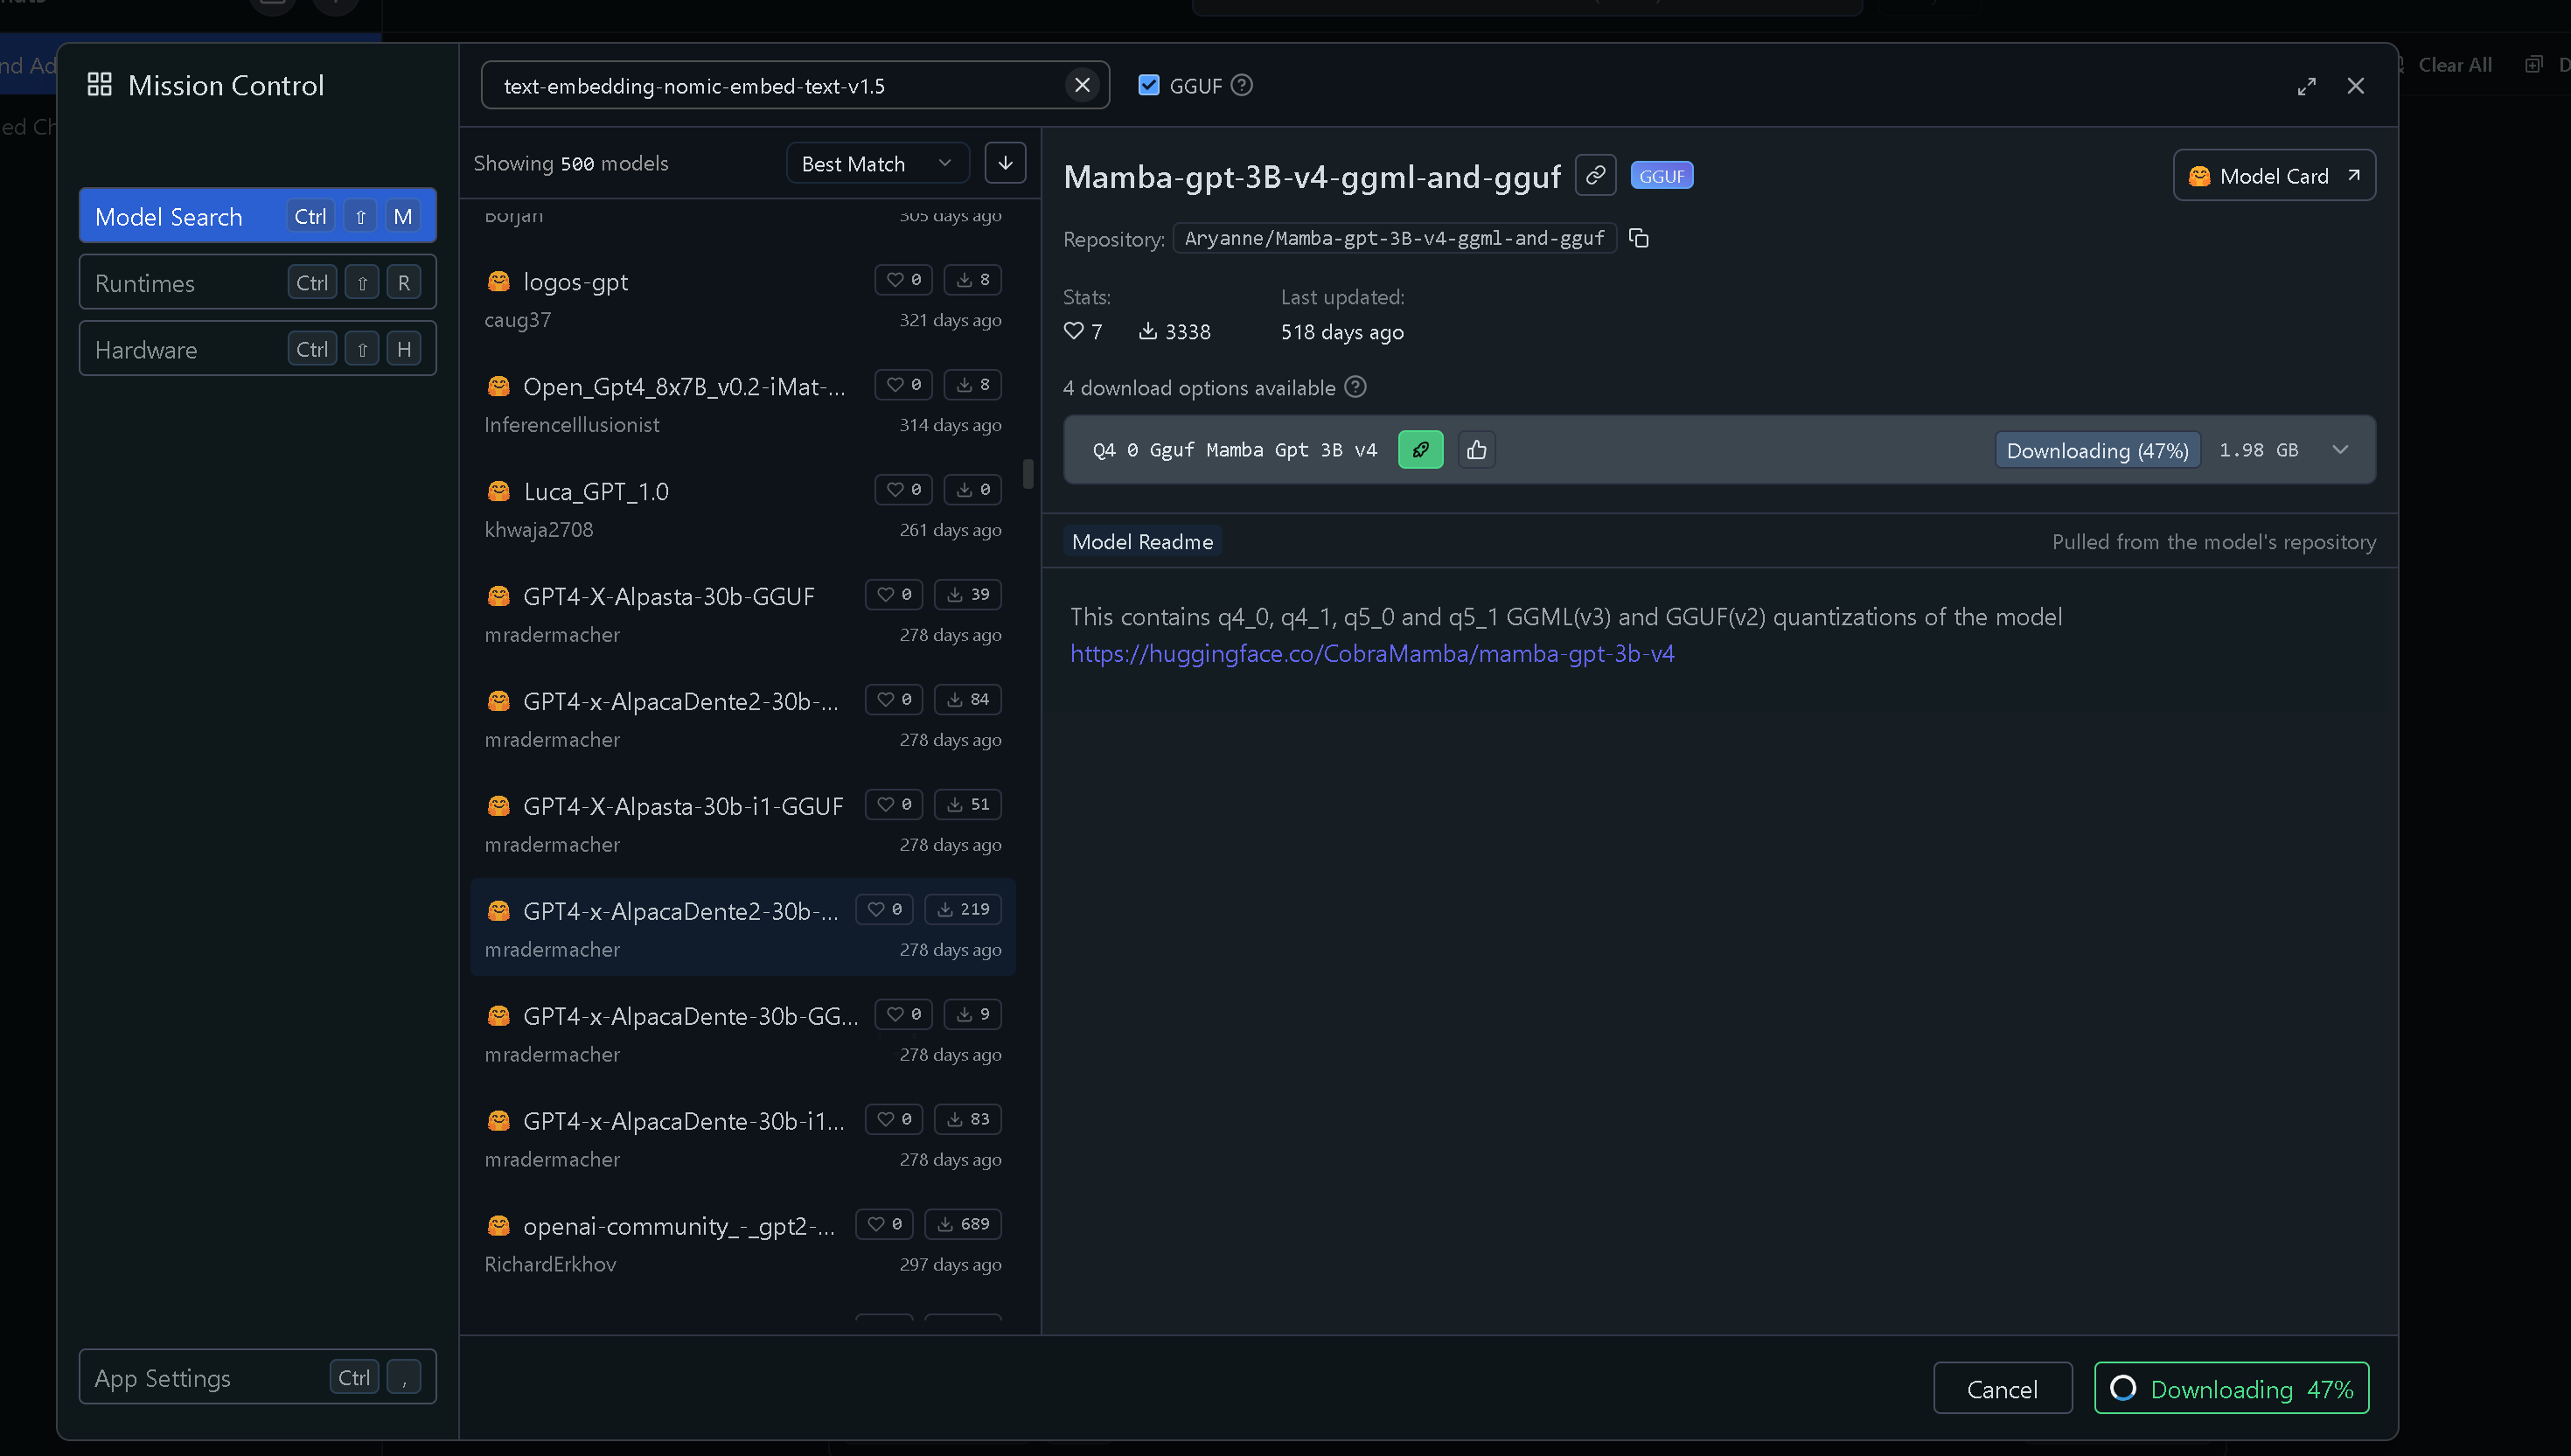 nd Ad
ed Ch
Clear All
Mission Control
Model Search Ctrl ⇧ M
Runtimes Ctrl ⇧ R
Hardware Ctrl ⇧ H
App Settings Ctrl ,
text-embedding-nomic-embed-text-v1.5
GGUF
Showing 500 models
Best Match
Borjan 305 days ago
logos-gpt 0 8
caug37 321 days ago
Open_Gpt4_8x7B_v0.2-iMat-... 0 8
InferenceIllusionist 314 days ago
Luca_GPT_1.0 0 0
khwaja2708 261 days ago
GPT4-X-Alpasta-30b-GGUF 0 39
mradermacher 278 days ago
GPT4-x-AlpacaDente2-30b-... 0 84
mradermacher 278 days ago
GPT4-X-Alpasta-30b-i1-GGUF 0 51
mradermacher 278 days ago
GPT4-x-AlpacaDente2-30b-... 0 219
mradermacher 278 days ago
GPT4-x-AlpacaDente-30b-GG... 0 9
mradermacher 278 days ago
GPT4-x-AlpacaDente-30b-i1... 0 83
mradermacher 278 days ago
openai-community_-_gpt2-... 0 689
RichardErkhov 297 days ago
Mamba-gpt-3B-v4-ggml-and-gguf GGUF
Model Card
Repository: Aryanne/Mamba-gpt-3B-v4-ggml-and-gguf
Stats: Last updated:
7 3338 518 days ago
4 download options available
Q4 0 Gguf Mamba Gpt 3B v4 Downloading (47%) 1.98 GB
Model Readme Pulled from the model's repository
This contains q4_0, q4_1, q5_0 and q5_1 GGML(v3) and GGUF(v2) quantizations of the model
https://huggingface.co/CobraMamba/mamba-gpt-3b-v4
Cancel Downloading 47%